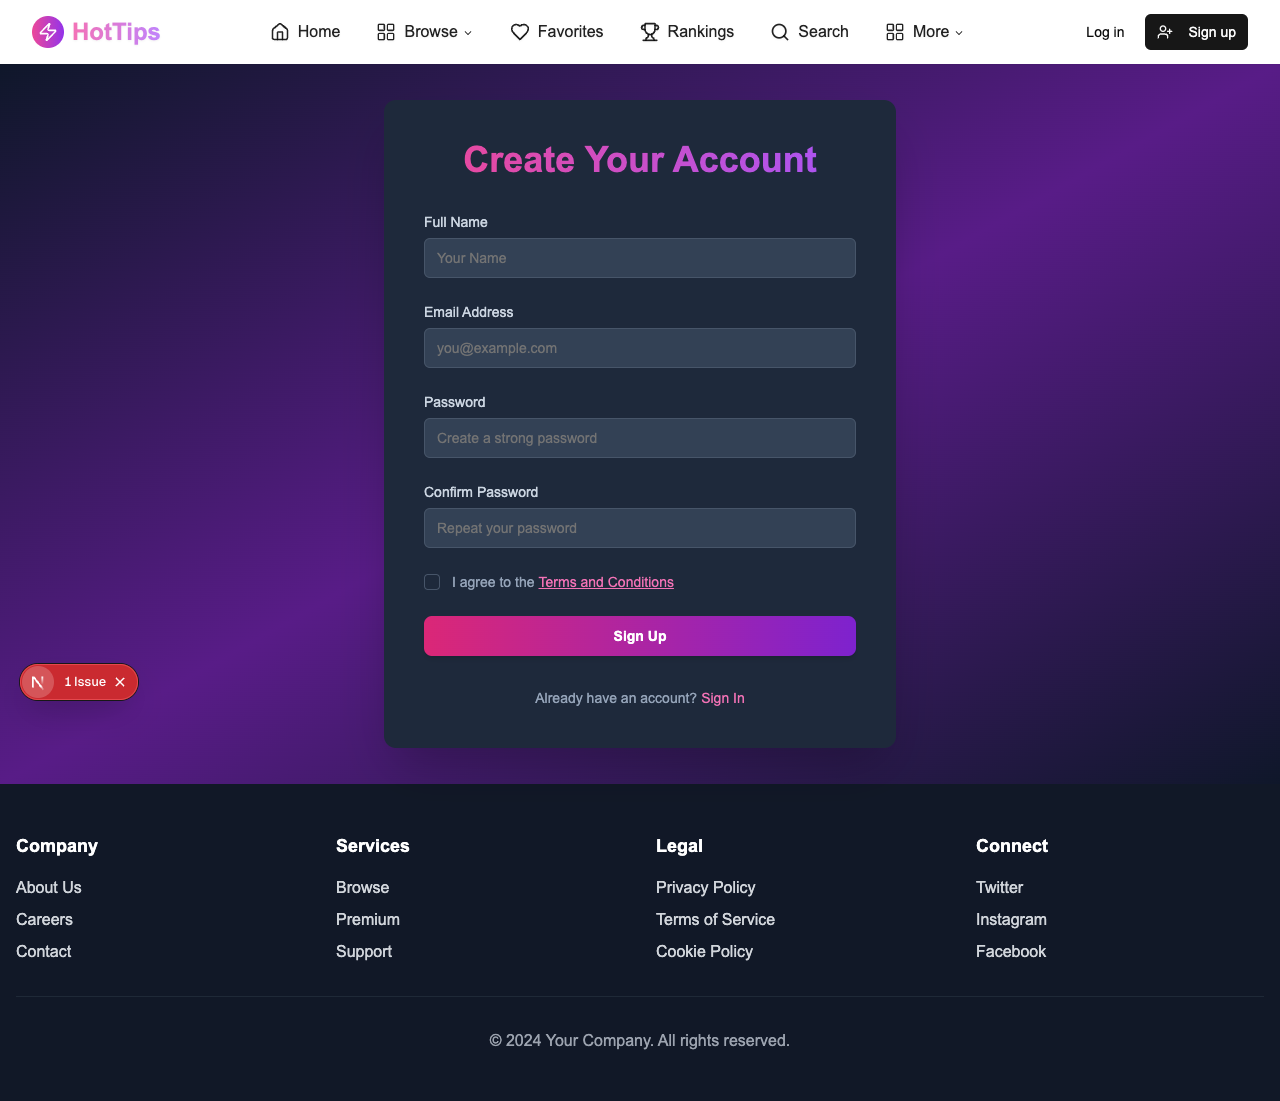 HotTips
Home
Browse
Favorites
Rankings
Search
More
Log in
Sign up
Create Your Account
Full Name
Your Name
Email Address
you@example.com
Password
Create a strong password
Confirm Password
Repeat your password
I agree to the Terms and Conditions
Sign Up
Already have an account? Sign In
N
1 Issue
Company
About Us
Careers
Contact
Services
Browse
Premium
Support
Legal
Privacy Policy
Terms of Service
Cookie Policy
Connect
Twitter
Instagram
Facebook
© 2024 Your Company. All rights reserved.